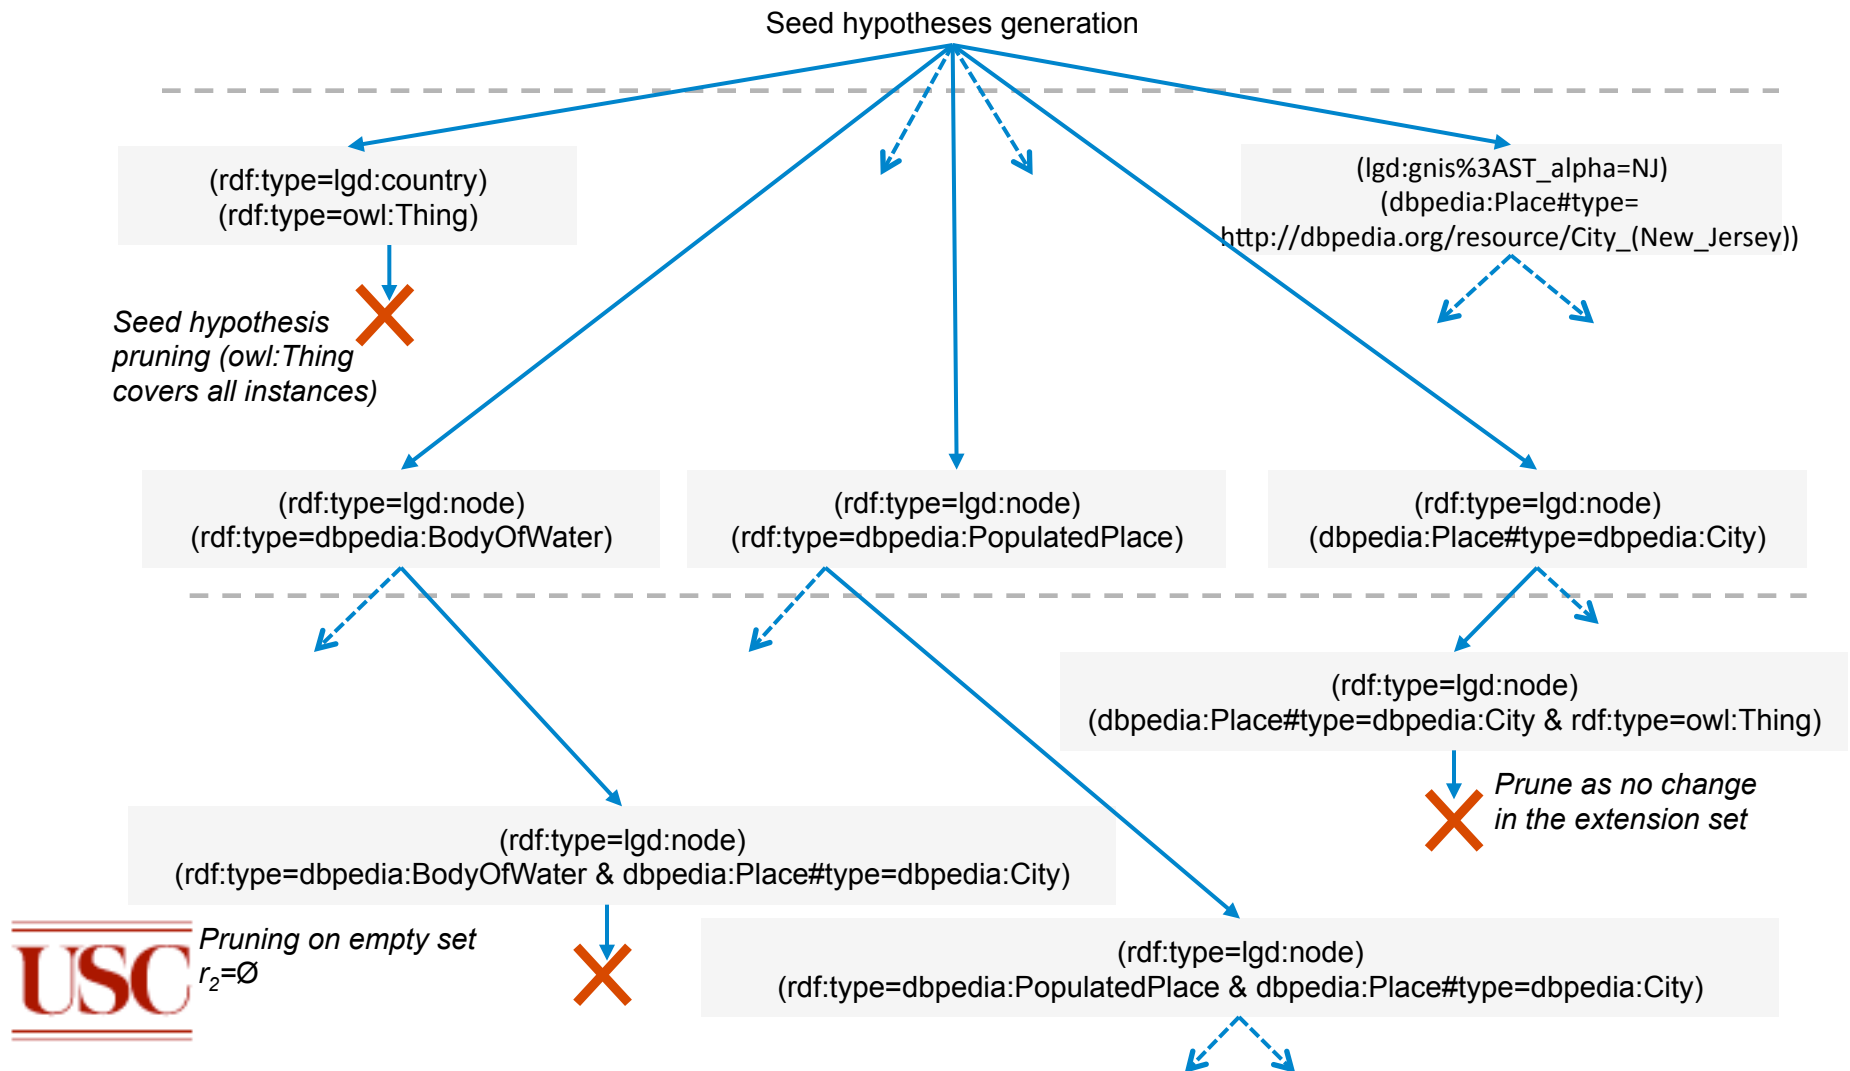 Seed hypotheses generation
(rdf:type=lgd:country)
(rdf:type=owl:Thing)
(lgd:gnis%3AST_alpha=NJ)
(dbpedia:Place#type=
http://dbpedia.org/resource/City_(New_Jersey))
Seed hypothesis
pruning (owl:Thing
covers all instances)
(rdf:type=lgd:node)
(rdf:type=dbpedia:BodyOfWater)
(rdf:type=lgd:node)
(rdf:type=dbpedia:PopulatedPlace)
(rdf:type=lgd:node)
(dbpedia:Place#type=dbpedia:City)
(rdf:type=lgd:node)
(dbpedia:Place#type=dbpedia:City & rdf:type=owl:Thing)
Prune as no change
in the extension set
(rdf:type=lgd:node)
(rdf:type=dbpedia:BodyOfWater & dbpedia:Place#type=dbpedia:City)
USC
Pruning on empty set
r2=Ø
(rdf:type=lgd:node)
(rdf:type=dbpedia:PopulatedPlace & dbpedia:Place#type=dbpedia:City)